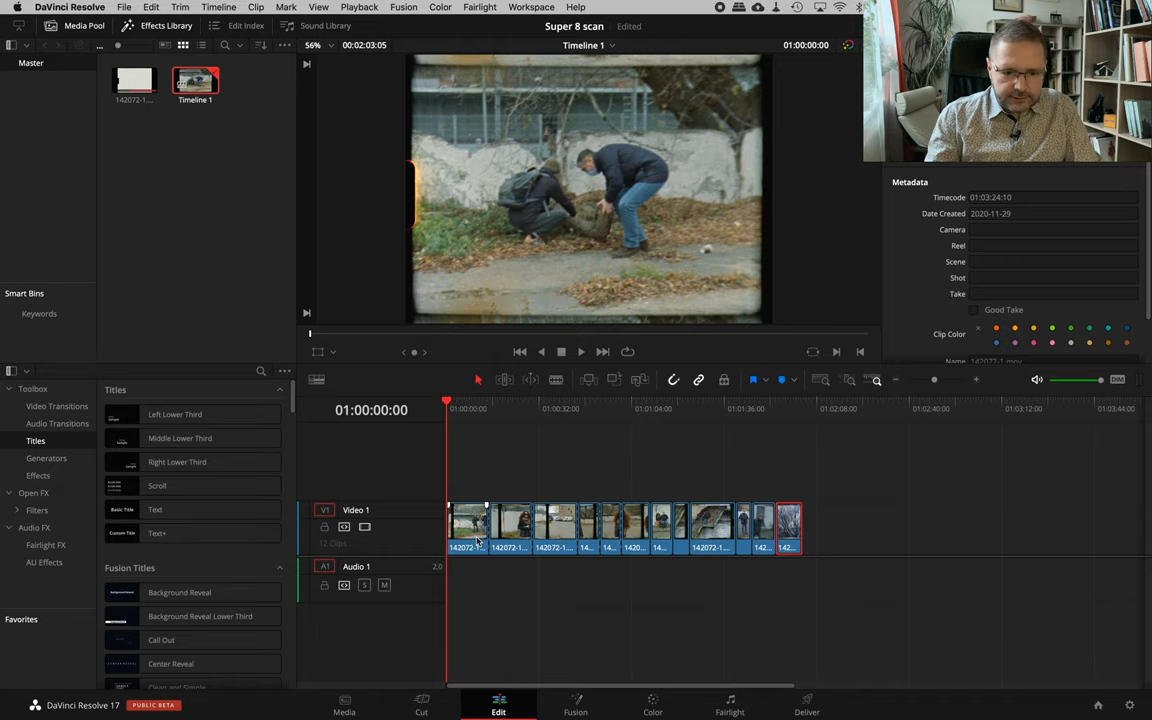 DaVinci Resolve File Edit Trim Timeline Clip Mark View Playback Fusion Color Fairlight Workspace Help
Media Pool Effects Library Edit Index Sound Library Super 8 scan Edited
... 56% 00:02:03:05 Timeline 1 01:00:00:00
Master
142072-1.... Timeline 1
Metadata
Timecode 01:03:24:10
Date Created 2020-11-29
Camera
Reel
Scene
Shot
Take
Good Take
Clip Color
Name 142072-1.mov
Smart Bins
Keywords
Toolbox
Video Transitions
Audio Transitions
Titles
Generators
Effects
Open FX
Filters
Audio FX
Fairlight FX
AU Effects
Favorites
Titles
Left Lower Third
Middle Lower Third
Right Lower Third
Scroll
Basic Title Text
Custom Title Text+
Fusion Titles
Background Reveal
Background Reveal Lower Third
Call Out
Center Reveal
Clean and Simple
DIM
01:00:00:00
01:00:00:00 01:00:32:00 01:01:04:00 01:01:36:00 01:02:08:00 01:02:40:00 01:03:12:00 01:03:44:00
V1 Video 1
12 Clips
142072-1... 142072-1... 142072-1.... 14... 14... 1420... 14... 142072-1... 142... 142...
A1 Audio 1 2.0
S M
DaVinci Resolve 17 PUBLIC BETA
Media Cut Edit Fusion Color Fairlight Deliver